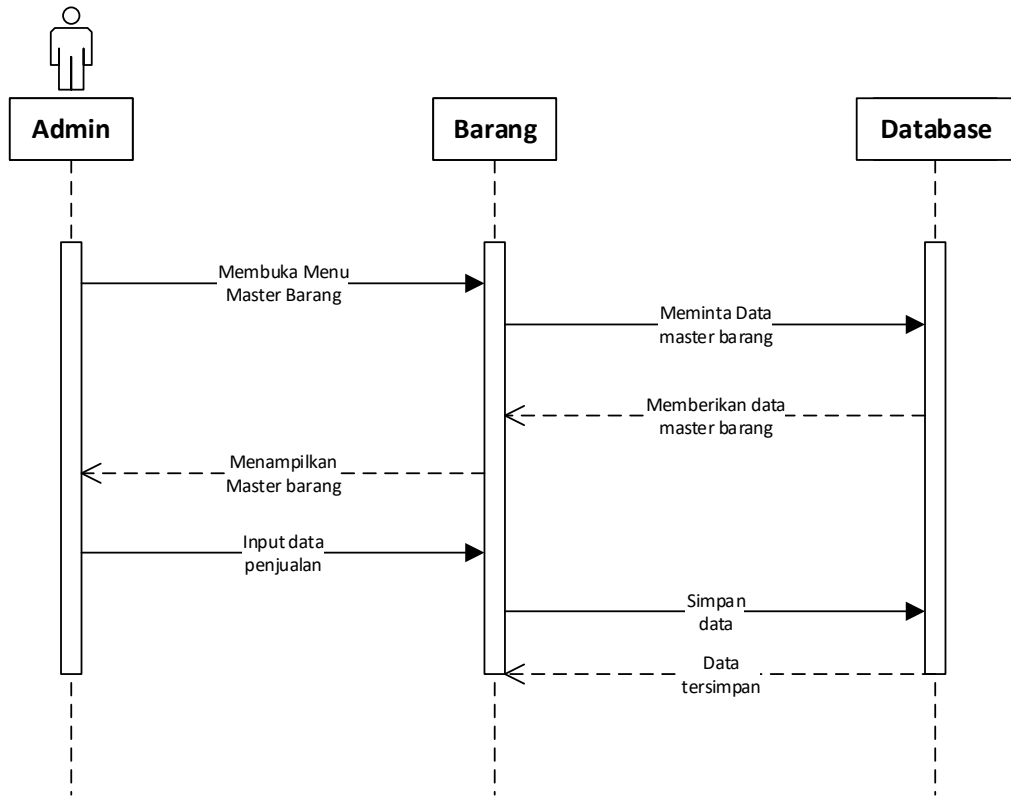 Admin
Barang
Database
Membuka Menu
Master Barang
Meminta Data
master barang
Memberikan data
master barang
Menampilkan
Master barang
Input data
penjualan
Simpan
data
Data
tersimpan